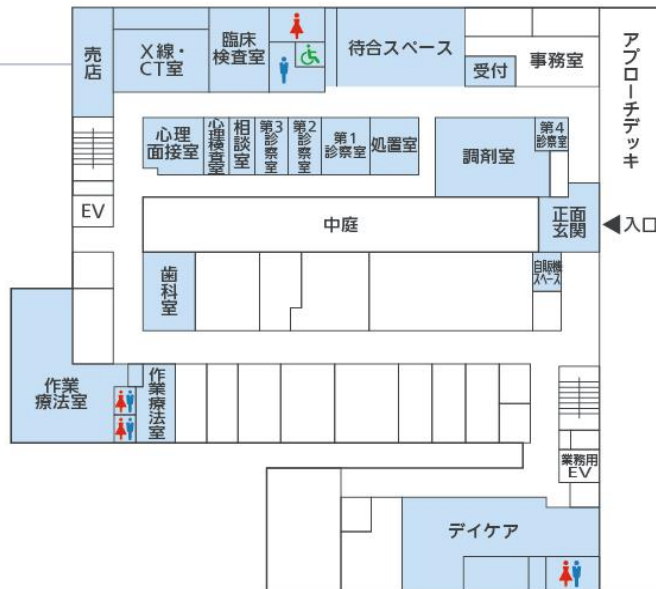 売店
X線・
CT室
臨床
検査室
待合スペース
受付
事務室
アプローチデッキ
心理
面接室
心理検査室
相談室
第3
診察室
第2
診察室
第1
診察室
処置室
調剤室
第4
診察室
EV
中庭
正面
玄関
◀入口
歯科室
自販機
スペース
作業
療法室
作業療法室
業務用
EV
デイケア